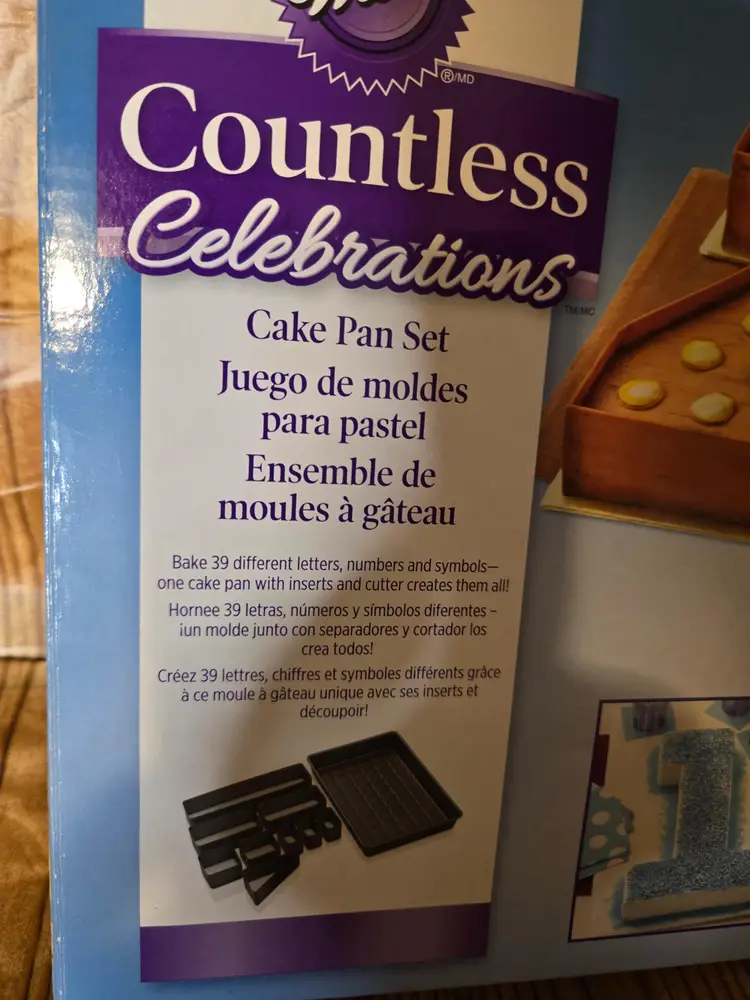 ®/MD
Countless
Celebrations
TM/MC
Cake Pan Set
Juego de moldes
para pastel
Ensemble de
moules à gâteau
Bake 39 different letters, numbers and symbols—
one cake pan with inserts and cutter creates them all!
Hornee 39 letras, números y símbolos diferentes –
¡un molde junto con separadores y cortador los
crea todos!
Créez 39 lettres, chiffres et symboles différents grâce
à ce moule à gâteau unique avec ses inserts et
découpoir!
1